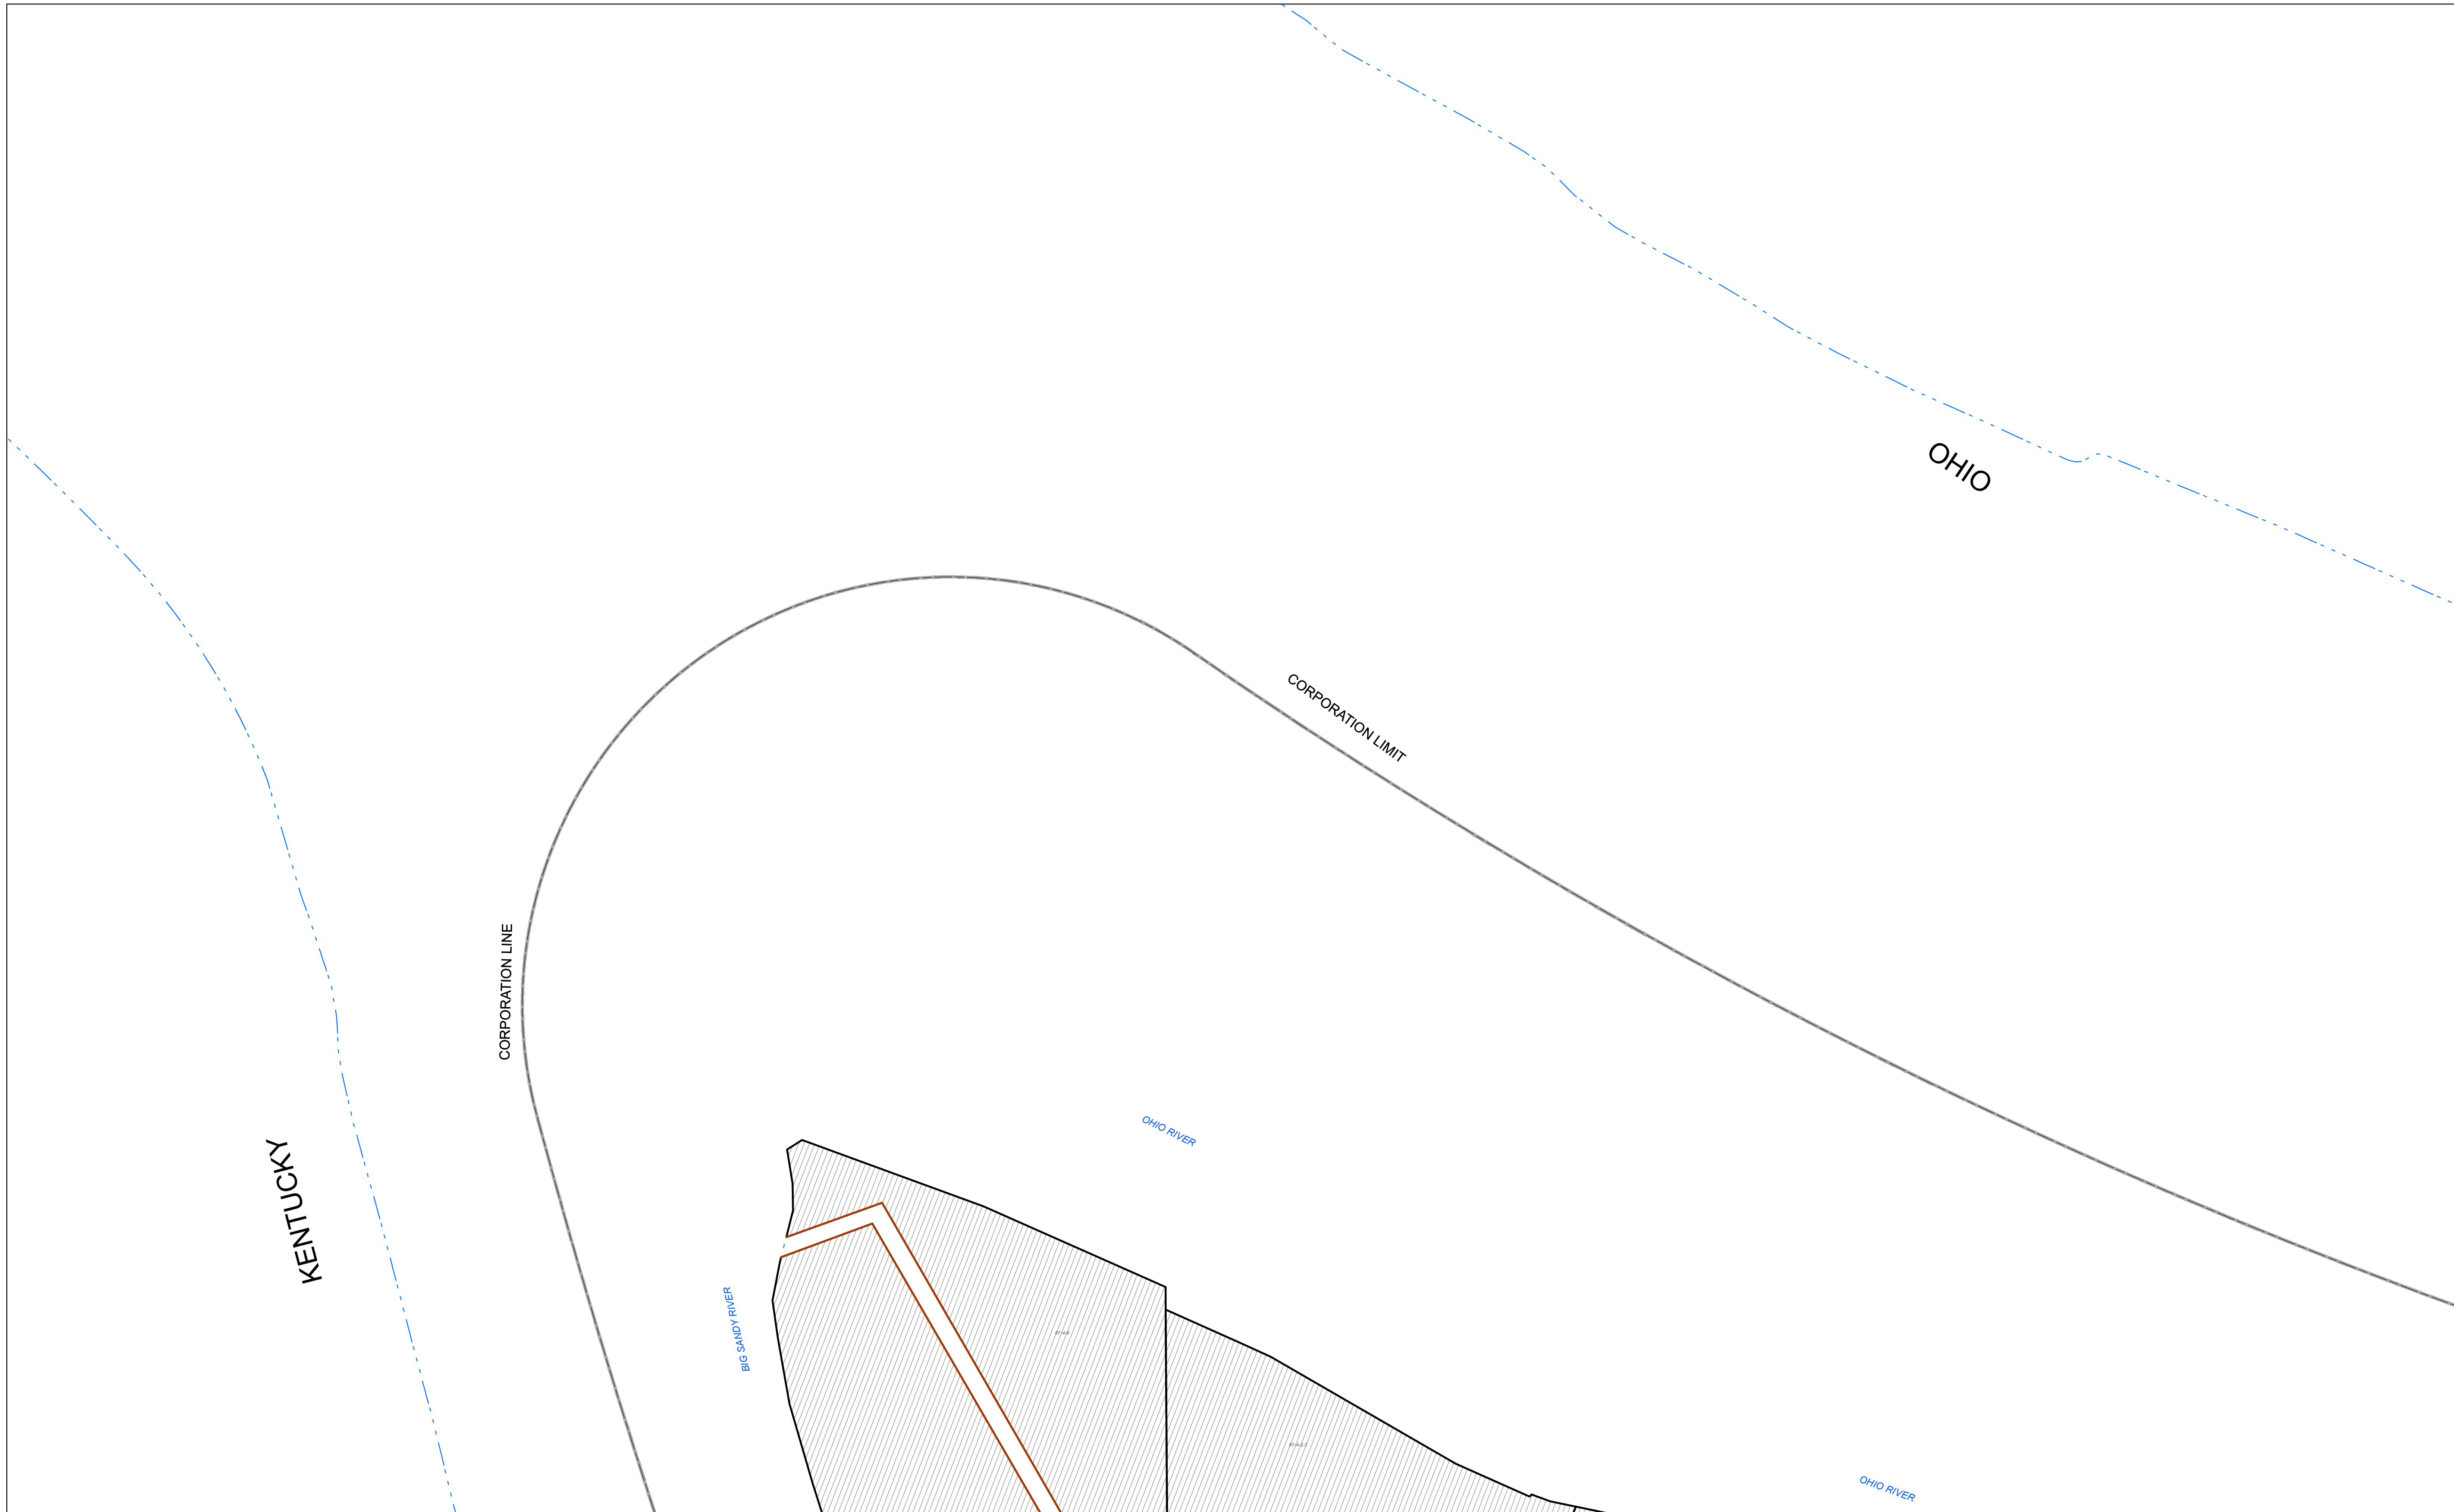 OHIO
CORPORATION LIMIT
CORPORATION LINE
OHIO RIVER
KENTUCKY
BIG SANDY RIVER
OHIO RIVER